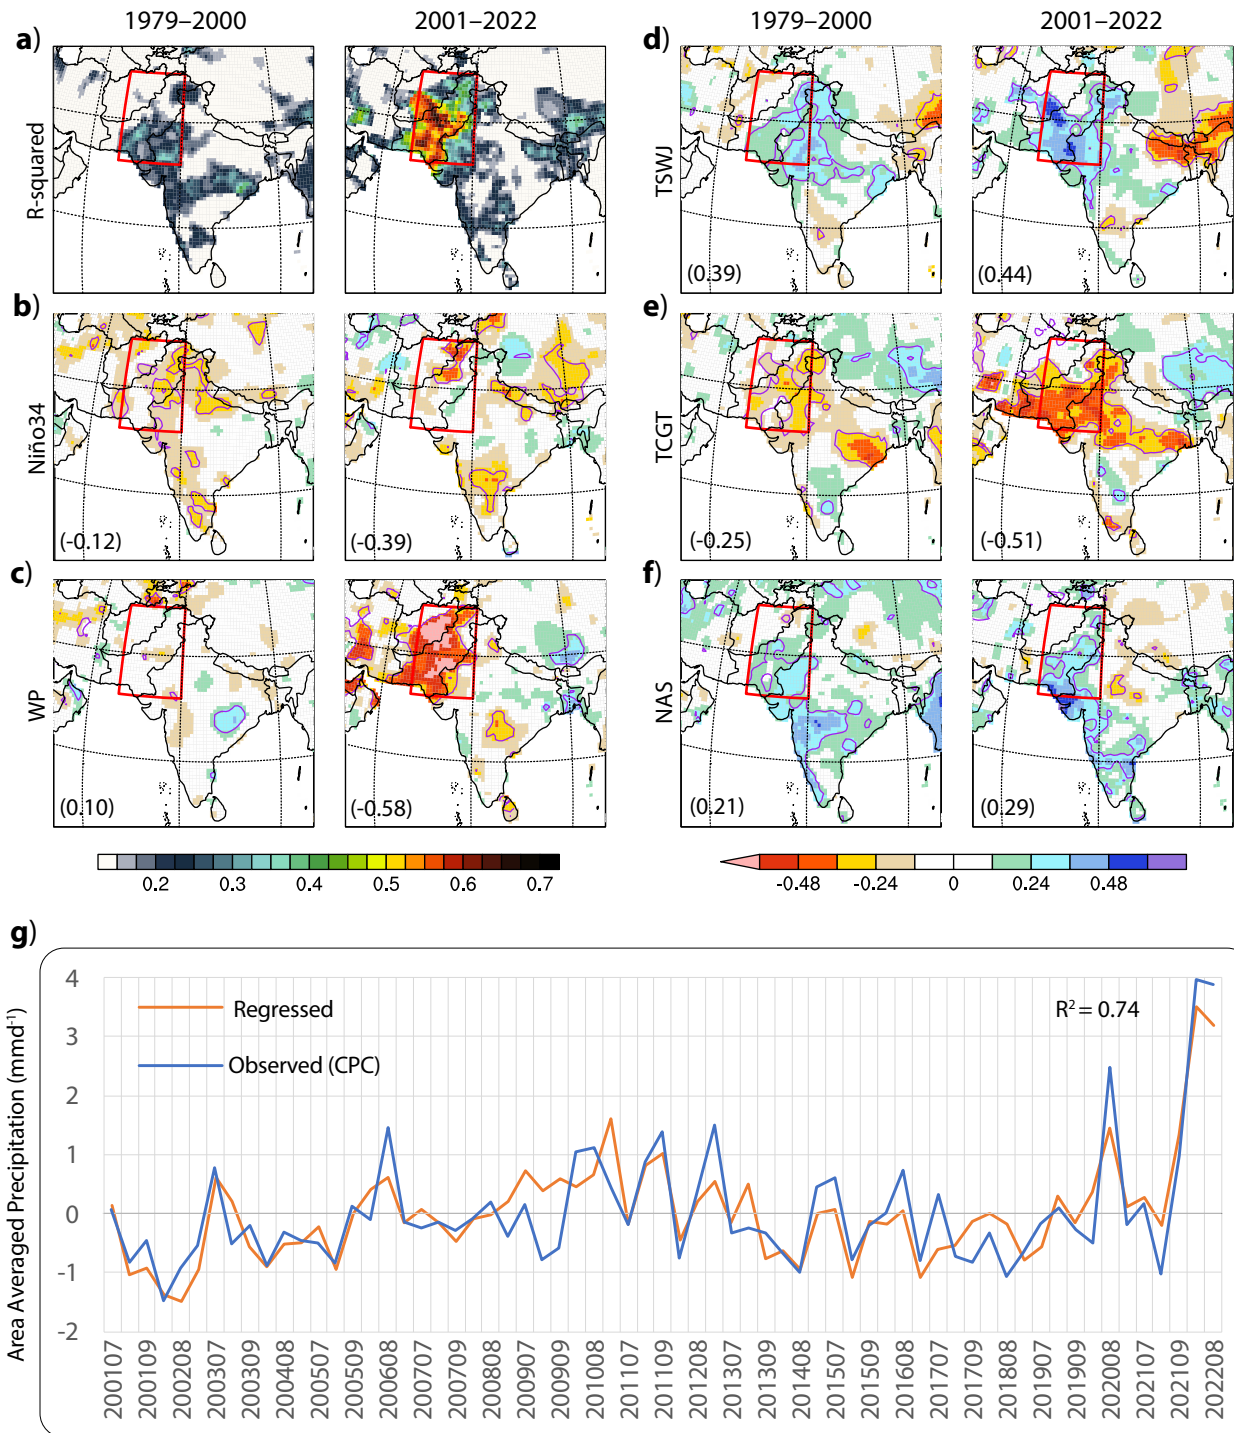 1979–2000
2001–2022
1979–2000
2001–2022
a)
R-squared
d)
TSWJ
(0.39)
(0.44)
b)
Niño34
(-0.12)
(-0.39)
e)
TCGT
(-0.25)
(-0.51)
c)
WP
(0.10)
(-0.58)
f)
NAS
(0.21)
(0.29)
0.2 0.3 0.4 0.5 0.6 0.7
-0.48 -0.24 0 0.24 0.48
g)
Area Averaged Precipitation (mmd-1)
4
3
2
1
0
-1
-2
Regressed
Observed (CPC)
R2 = 0.74
200107
200109
200208
200307
200309
200408
200507
200509
200608
200707
200709
200808
200907
200909
201008
201107
201109
201208
201307
201309
201408
201507
201509
201608
201707
201709
201808
201907
201909
202008
202107
202109
202208